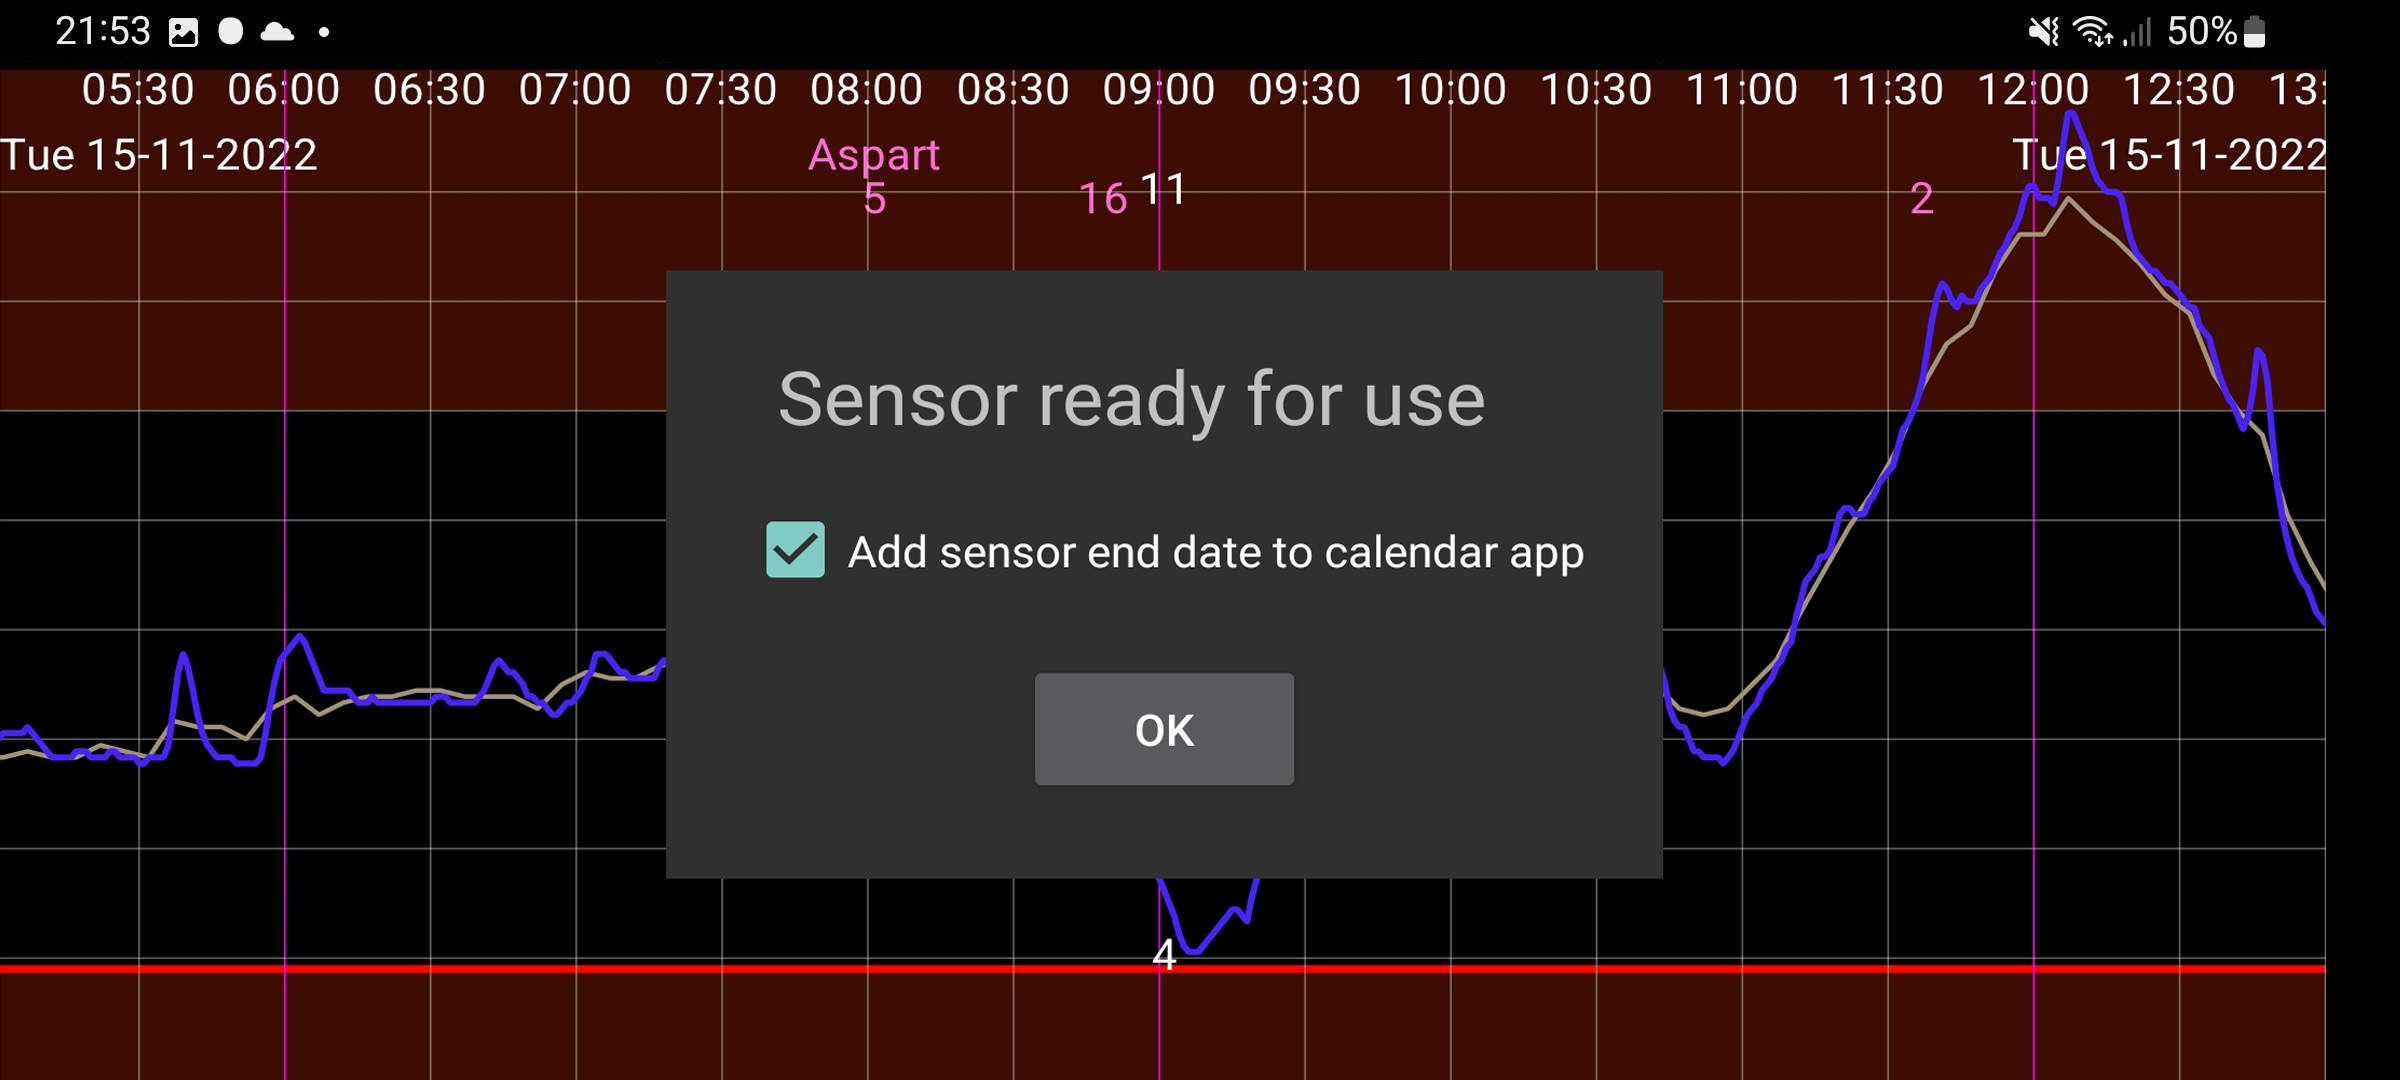 21:53 50%
05:30 06:00 06:30 07:00 07:30 08:00 08:30 09:00 09:30 10:00 10:30 11:00 11:30 12:00 12:30 13:
Tue 15-11-2022 Aspart Tue 15-11-2022
5 16 11 2
Sensor ready for use
Add sensor end date to calendar app
OK
4